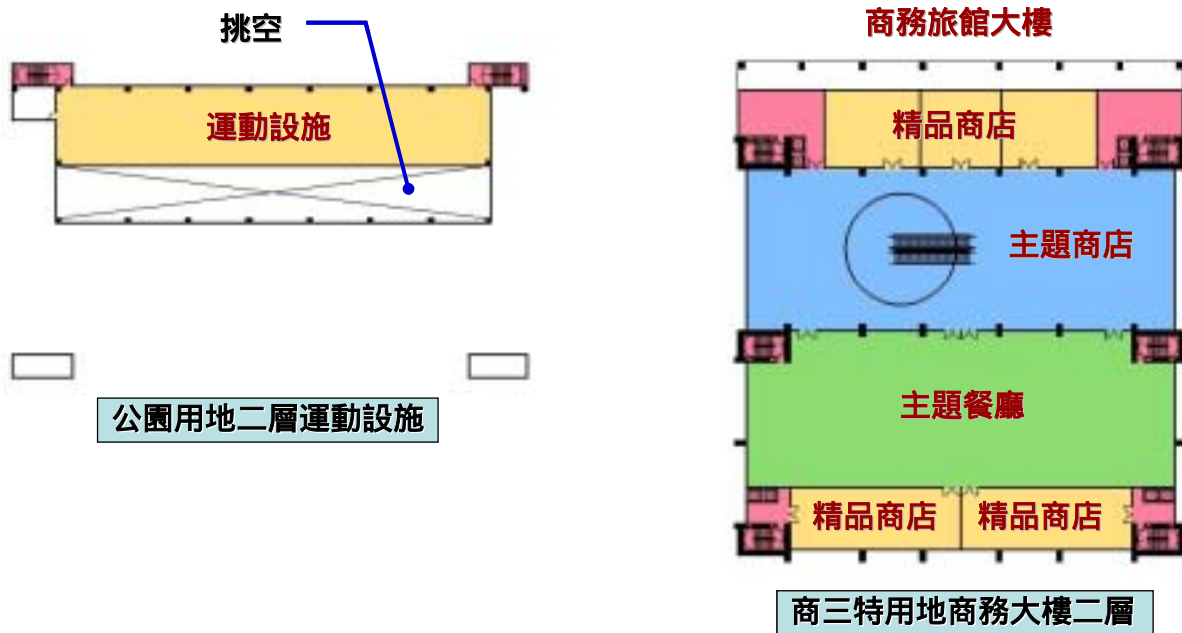 挑空
運動設施
公園用地二層運動設施
商務旅館大樓
精品商店
主題商店
主題餐廳
精品商店
精品商店
商三特用地商務大樓二層